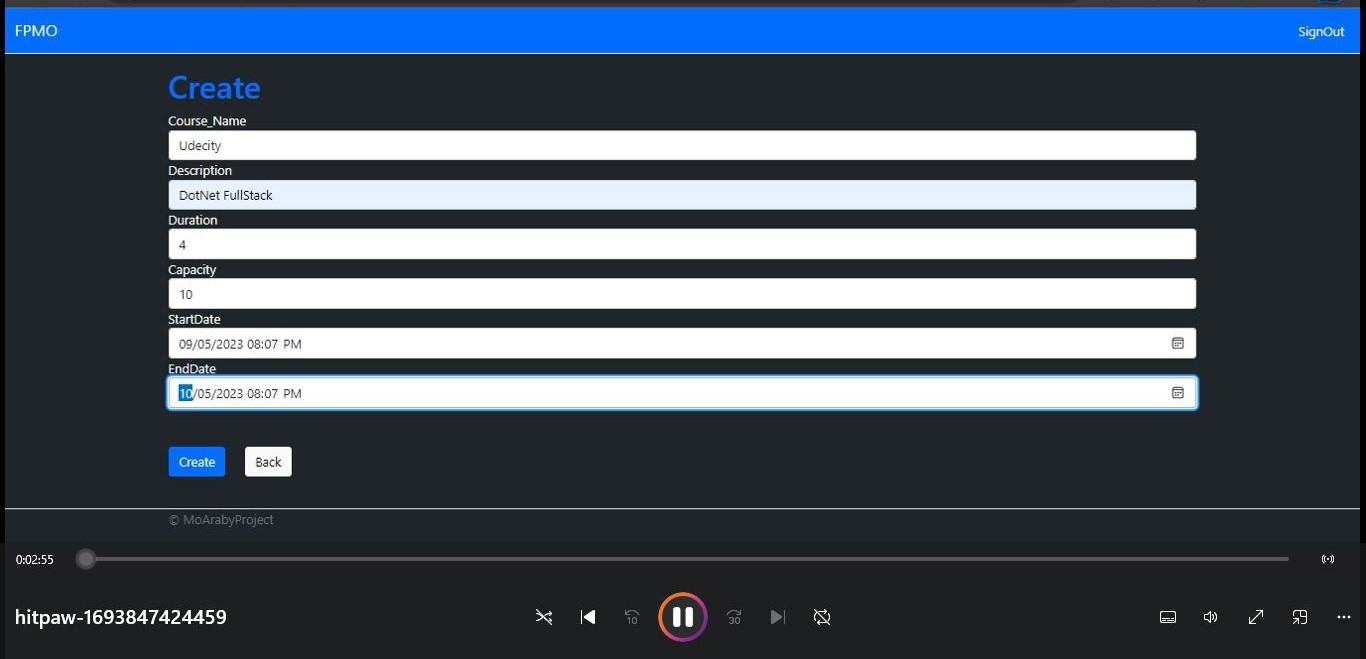 FPMO SignOut
Create
Course_Name
Udecity
Description
DotNet FullStack
Duration
4
Capacity
10
StartDate
09/05/2023 08:07 PM
EndDate
10/05/2023 08:07 PM
Create Back
© MoArabyProject
0:02:55
hitpaw-1693847424459 10 30